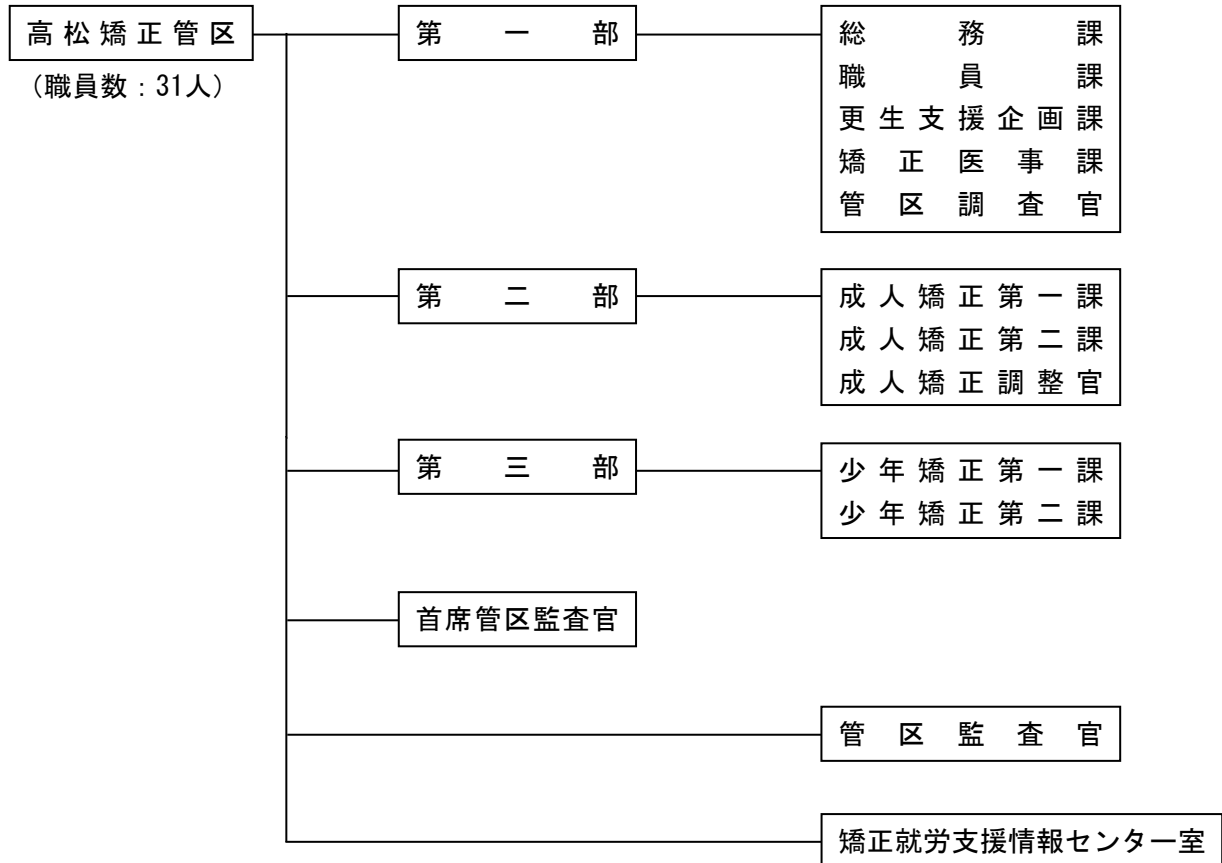 高松矯正管区
（職員数：31人）
第一部
総務課
職員課
更生支援企画課
矯正医事課
管区調査官
第二部
成人矯正第一課
成人矯正第二課
成人矯正調整官
第三部
少年矯正第一課
少年矯正第二課
首席管区監査官
管区監査官
矯正就労支援情報センター室